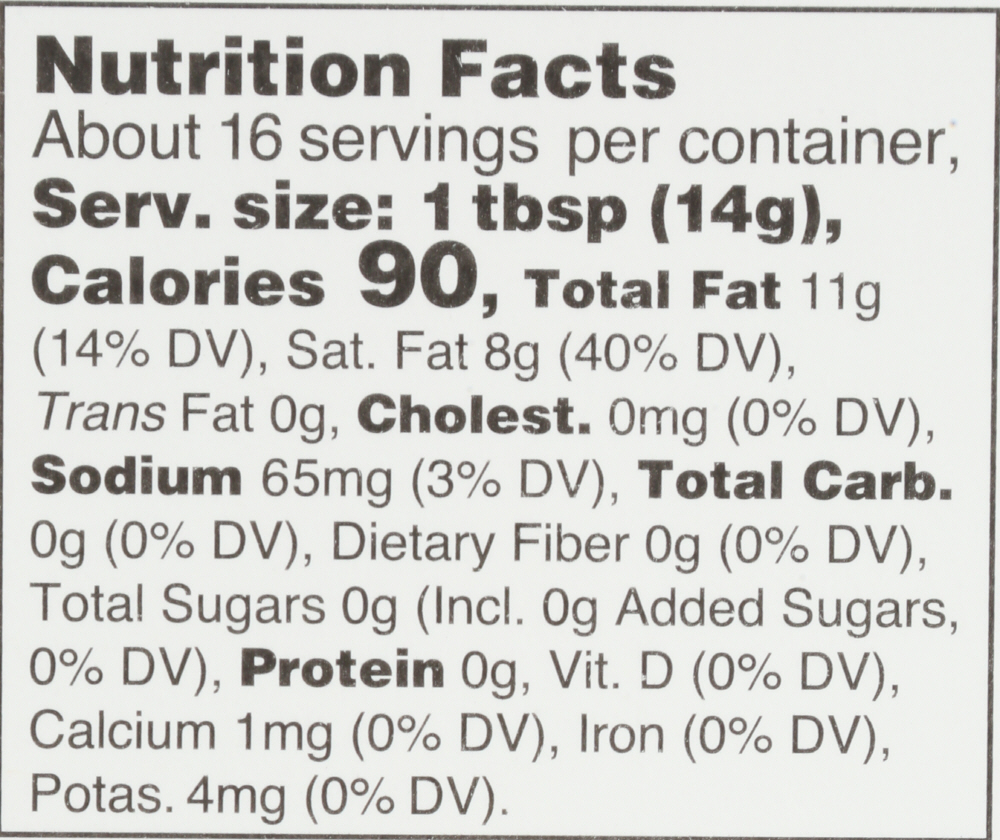 Nutrition Facts
About 16 servings per container,
Serv. size: 1 tbsp (14g),
Calories 90, Total Fat 11g
(14% DV), Sat. Fat 8g (40% DV),
Trans Fat 0g, Cholest. 0mg (0% DV),
Sodium 65mg (3% DV), Total Carb.
0g (0% DV), Dietary Fiber 0g (0% DV),
Total Sugars 0g (Incl. 0g Added Sugars,
0% DV), Protein 0g, Vit. D (0% DV),
Calcium 1mg (0% DV), Iron (0% DV),
Potas. 4mg (0% DV).